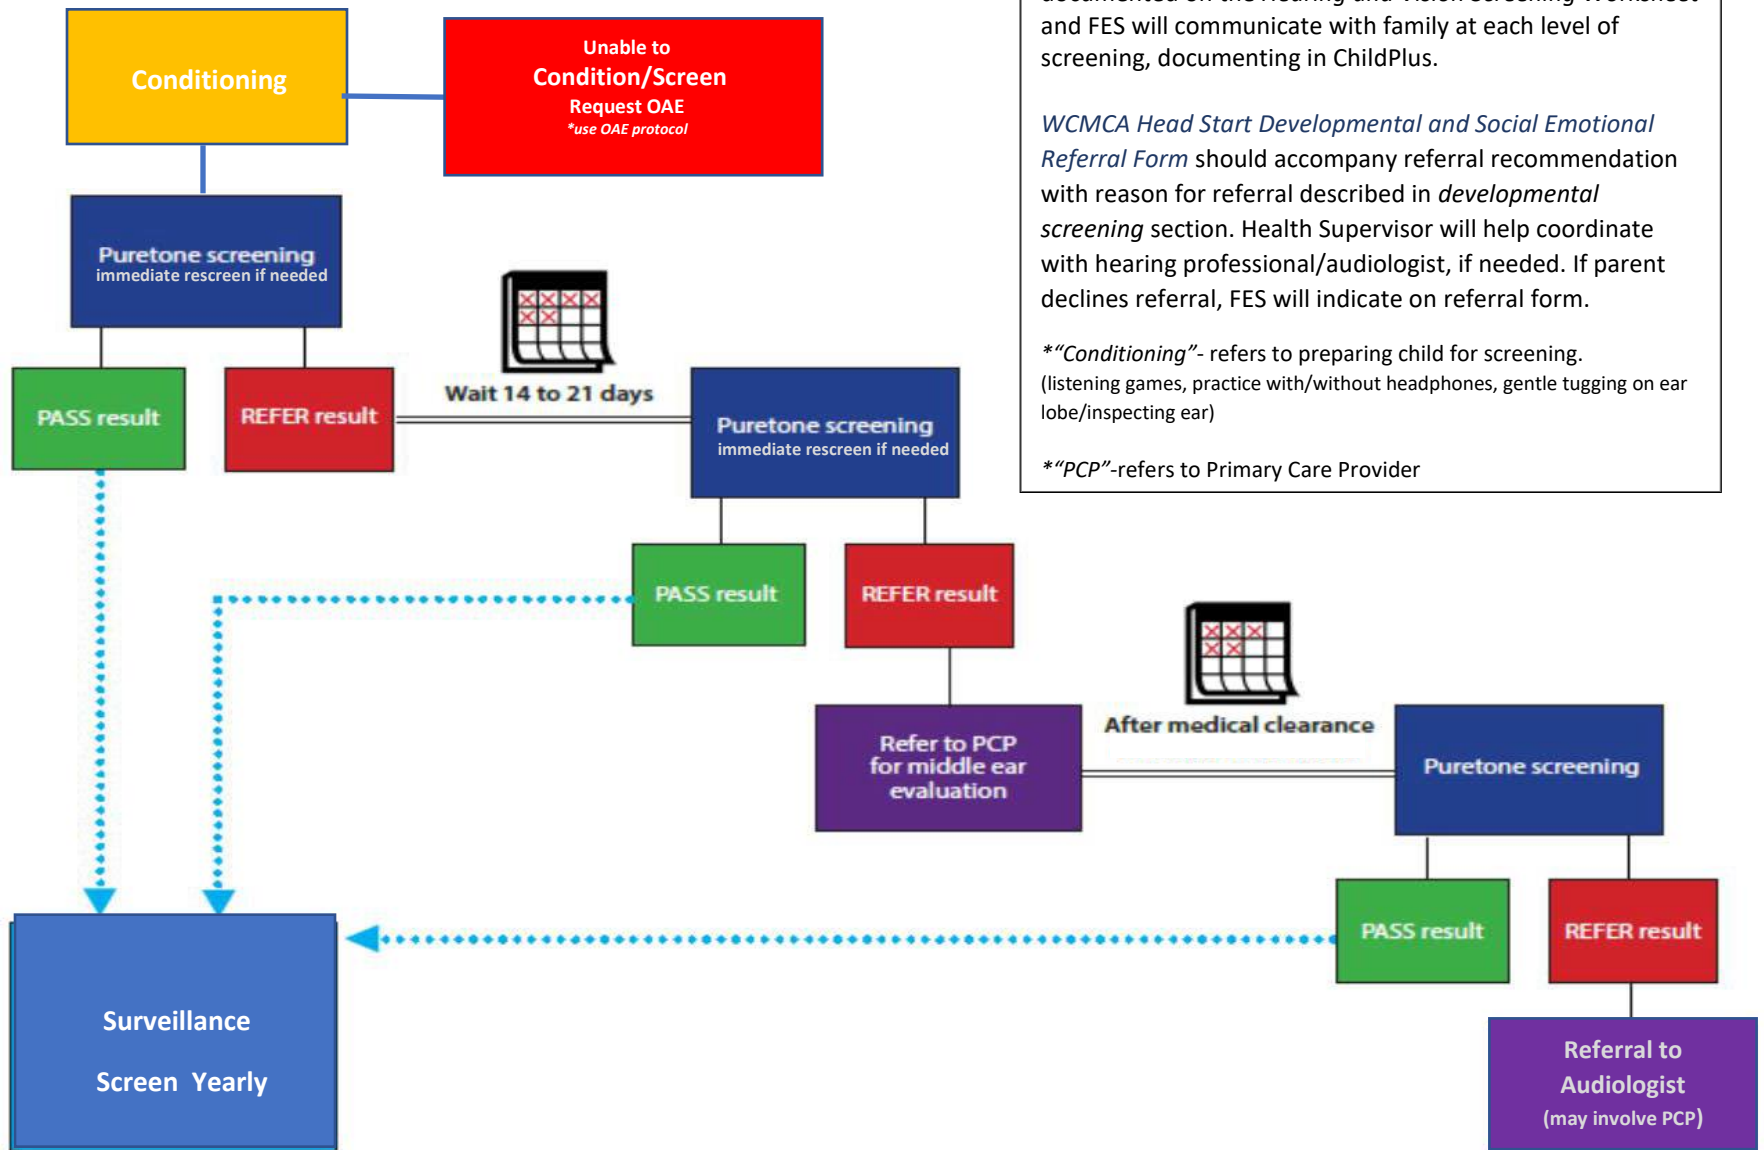 Conditioning
Unable to
Condition/Screen
Request OAE
*use OAE protocol
and FES will communicate with family at each level of
screening, documenting in ChildPlus.
WCMCA Head Start Developmental and Social Emotional
Referral Form should accompany referral recommendation
with reason for referral described in developmental
screening section. Health Supervisor will help coordinate
with hearing professional/audiologist, if needed. If parent
declines referral, FES will indicate on referral form.
*“Conditioning”- refers to preparing child for screening.
(listening games, practice with/without headphones, gentle tugging on ear
lobe/inspecting ear)
*“PCP”-refers to Primary Care Provider
Puretone screening
immediate rescreen if needed
PASS result
REFER result
Wait 14 to 21 days
Puretone screening
immediate rescreen if needed
PASS result
REFER result
Refer to PCP
for middle ear
evaluation
After medical clearance
Puretone screening
PASS result
REFER result
Surveillance
Screen Yearly
Referral to
Audiologist
(may involve PCP)